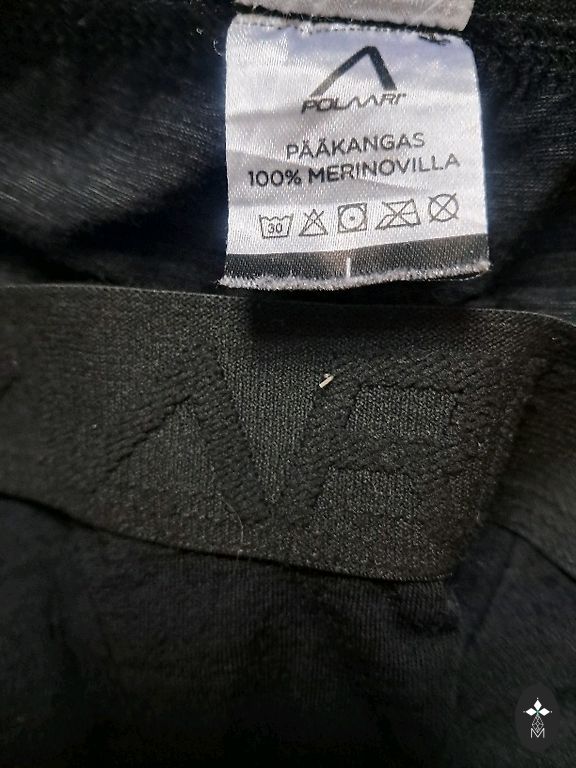 POLAARI
PÄÄKANGAS
100% MERINOVILLA
30